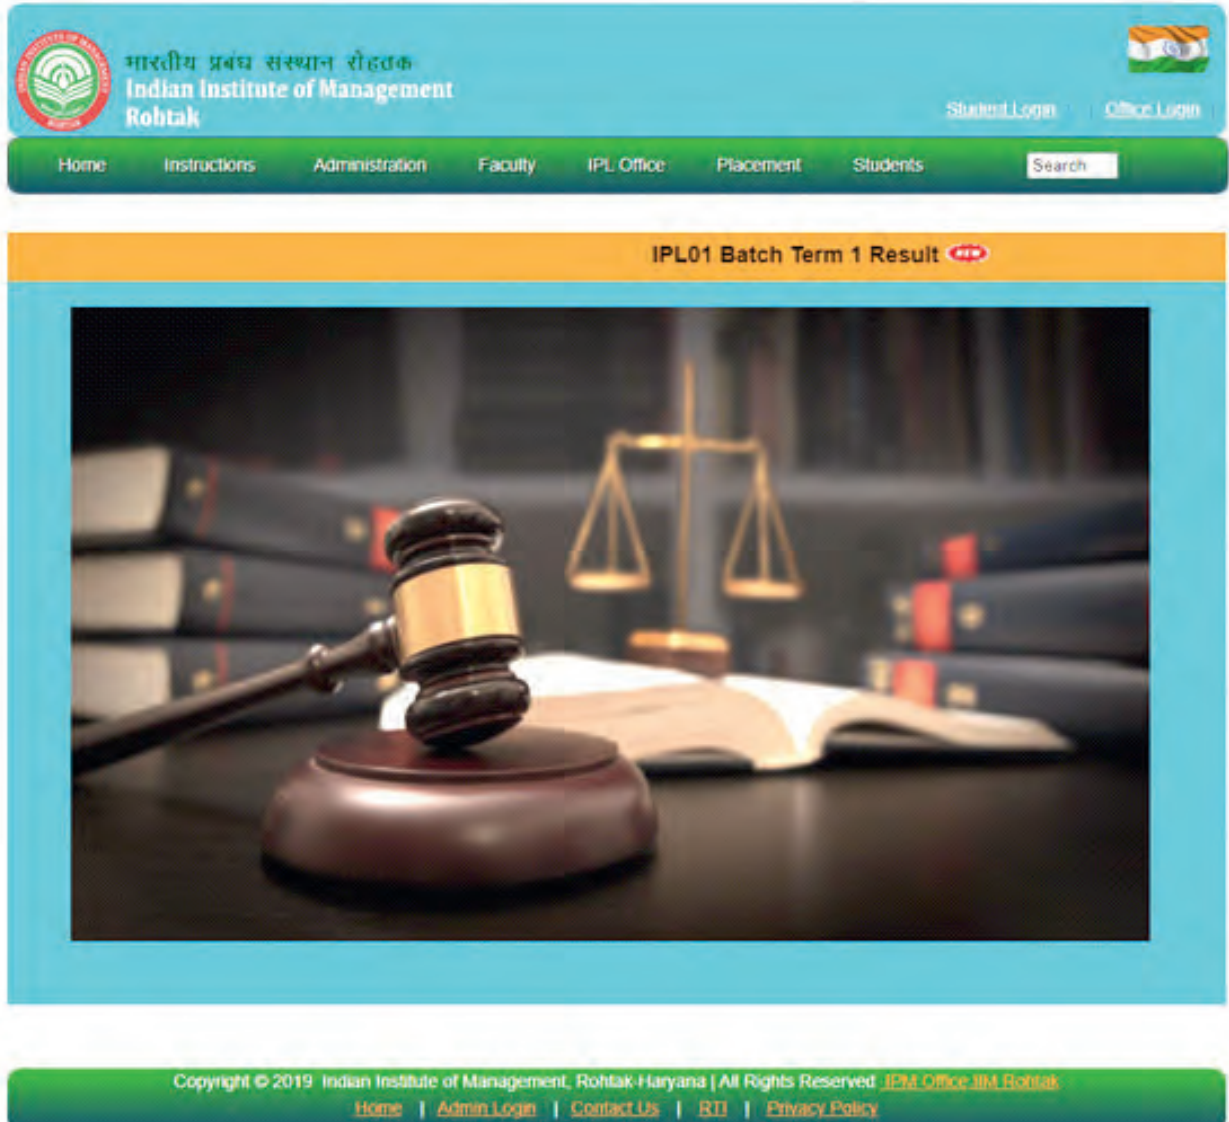 भारतीय प्रबंध संस्थान रोहतक
Indian Institute of Management
Rohtak
Student Login Office Login
Home Instructions Administration Faculty IPL Office Placement Students Search
IPL01 Batch Term 1 Result NEW
Copyright © 2019 Indian Institute of Management, Rohtak-Haryana | All Rights Reserved IPM Office,IIM Rohtak
Home | Admin Login | Contact Us | RTI | Privacy Policy